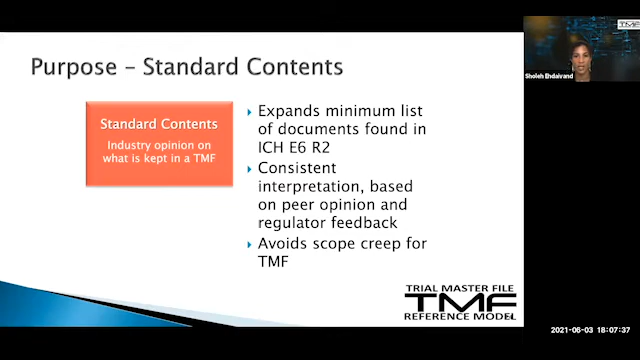 Purpose – Standard Contents
Standard Contents
Industry opinion on
what is kept in a TMF
Expands minimum list
of documents found in
ICH E6 R2
Consistent
interpretation, based
on peer opinion and
regulator feedback
Avoids scope creep for
TMF
TRIAL MASTER FILE
TMF
REFERENCE MODEL
TMF
Sholeh Ehdaivand
2021-06-03 18:07:37